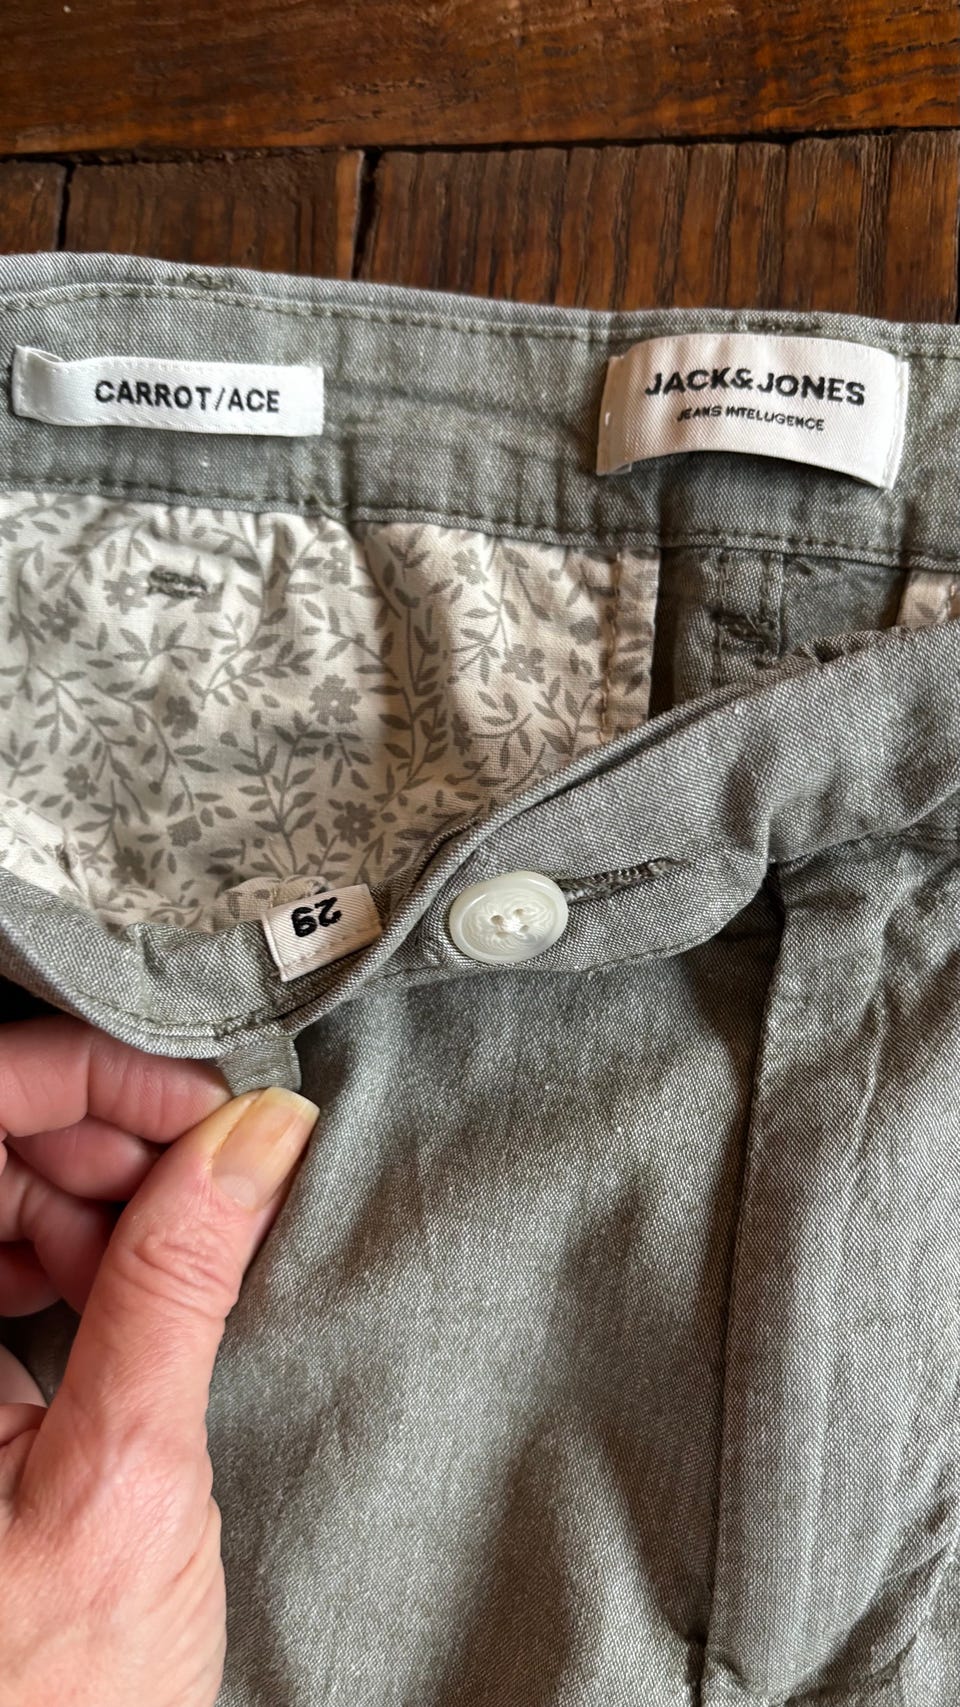 CARROT/ACE
JACK&JONES
JEANS INTELLIGENCE
29